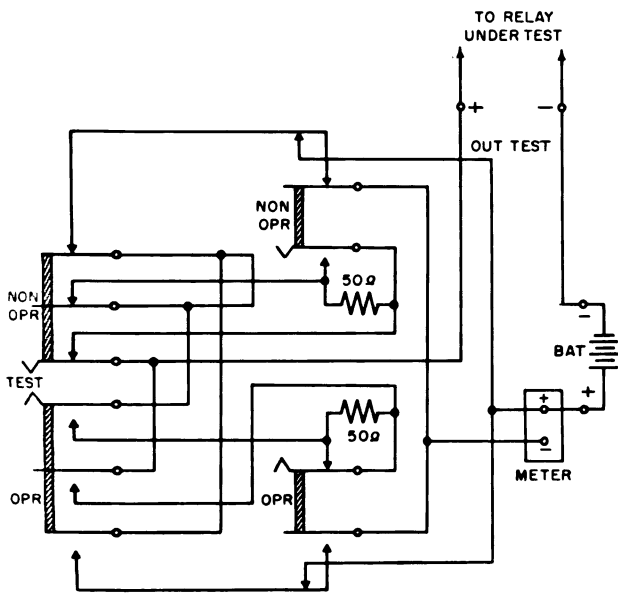 TO RELAY
UNDER TEST
+
−
OUT TEST
NON
OPR
50Ω
NON
OPR
−
BAT
TEST
+
50Ω
+
−
METER
OPR
OPR